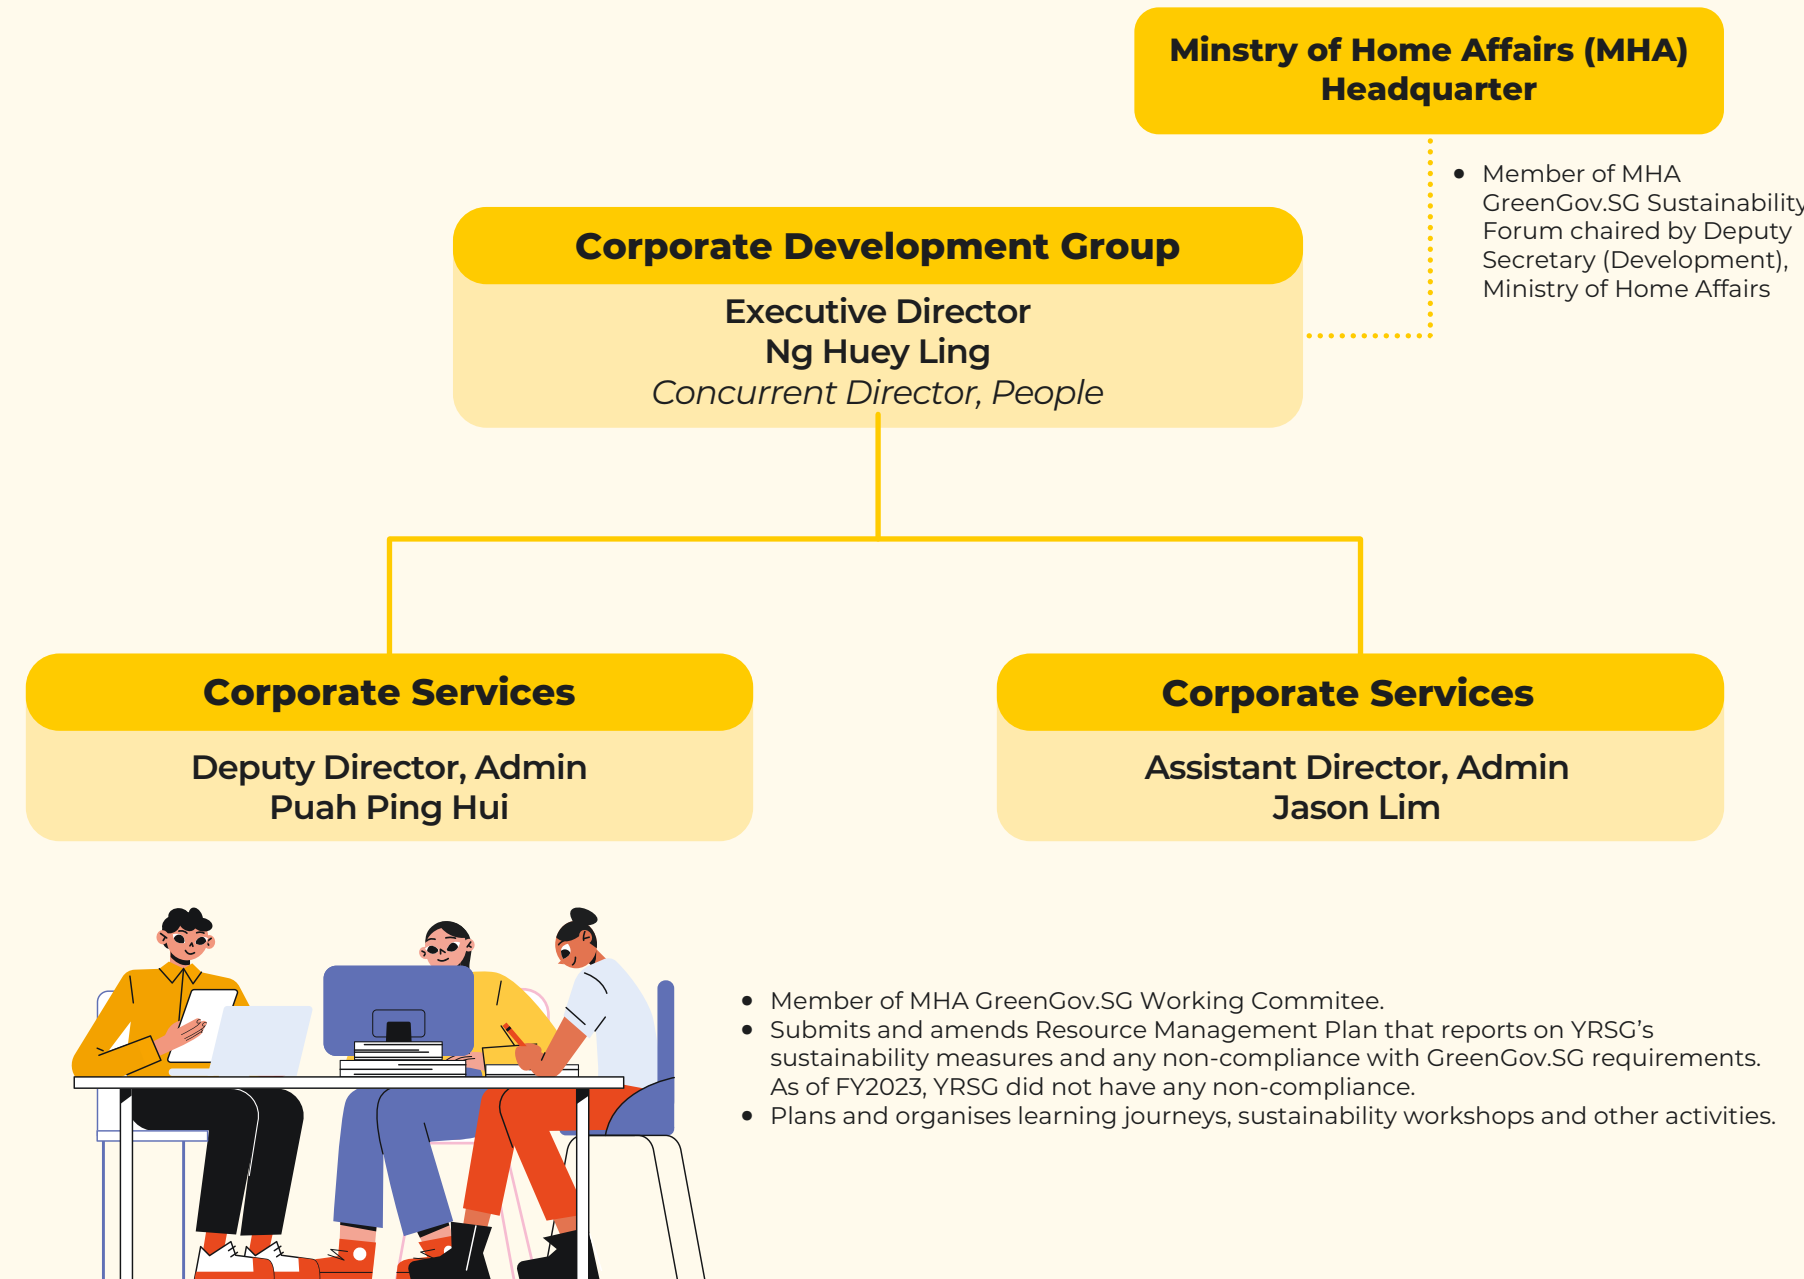 Minstry of Home Affairs (MHA)
Headquarter
• Member of MHA
GreenGov.SG Sustainability
Forum chaired by Deputy
Secretary (Development),
Ministry of Home Affairs
Corporate Development Group
Executive Director
Ng Huey Ling
Concurrent Director, People
Corporate Services
Deputy Director, Admin
Puah Ping Hui
Corporate Services
Assistant Director, Admin
Jason Lim
• Member of MHA GreenGov.SG Working Commitee.
• Submits and amends Resource Management Plan that reports on YRSG’s
sustainability measures and any non-compliance with GreenGov.SG requirements.
As of FY2023, YRSG did not have any non-compliance.
• Plans and organises learning journeys, sustainability workshops and other activities.